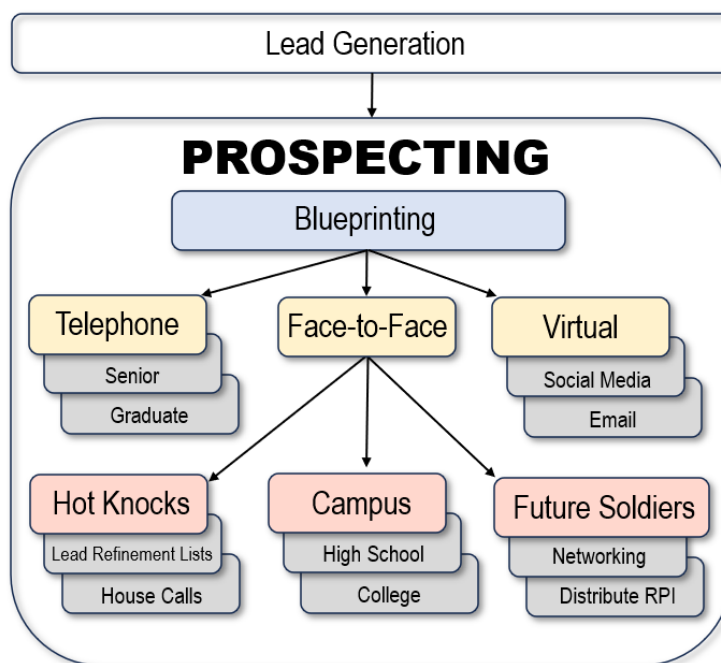 Lead Generation
PROSPECTING
Blueprinting
Telephone
Senior
Graduate
Face-to-Face
Virtual
Social Media
Email
Hot Knocks
Lead Refinement Lists
House Calls
Campus
High School
College
Future Soldiers
Networking
Distribute RPI